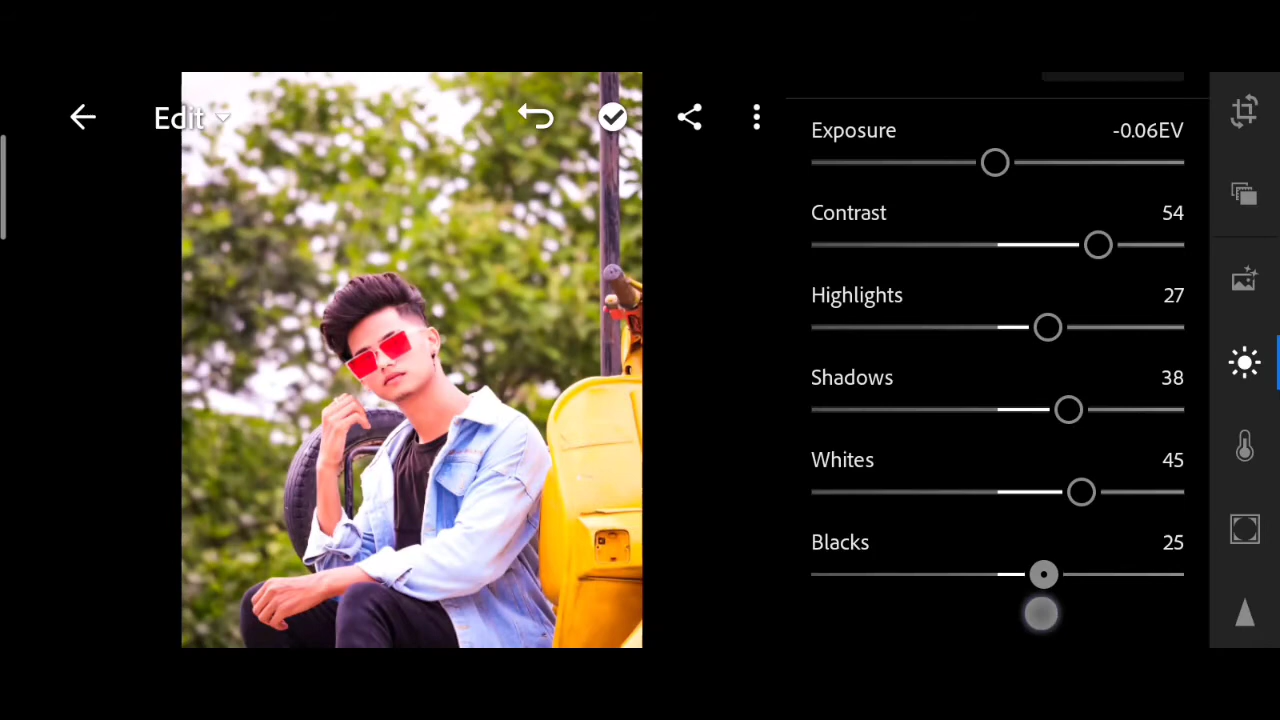 Edit
Exposure -0.06EV
Contrast 54
Highlights 27
Shadows 38
Whites 45
Blacks 25